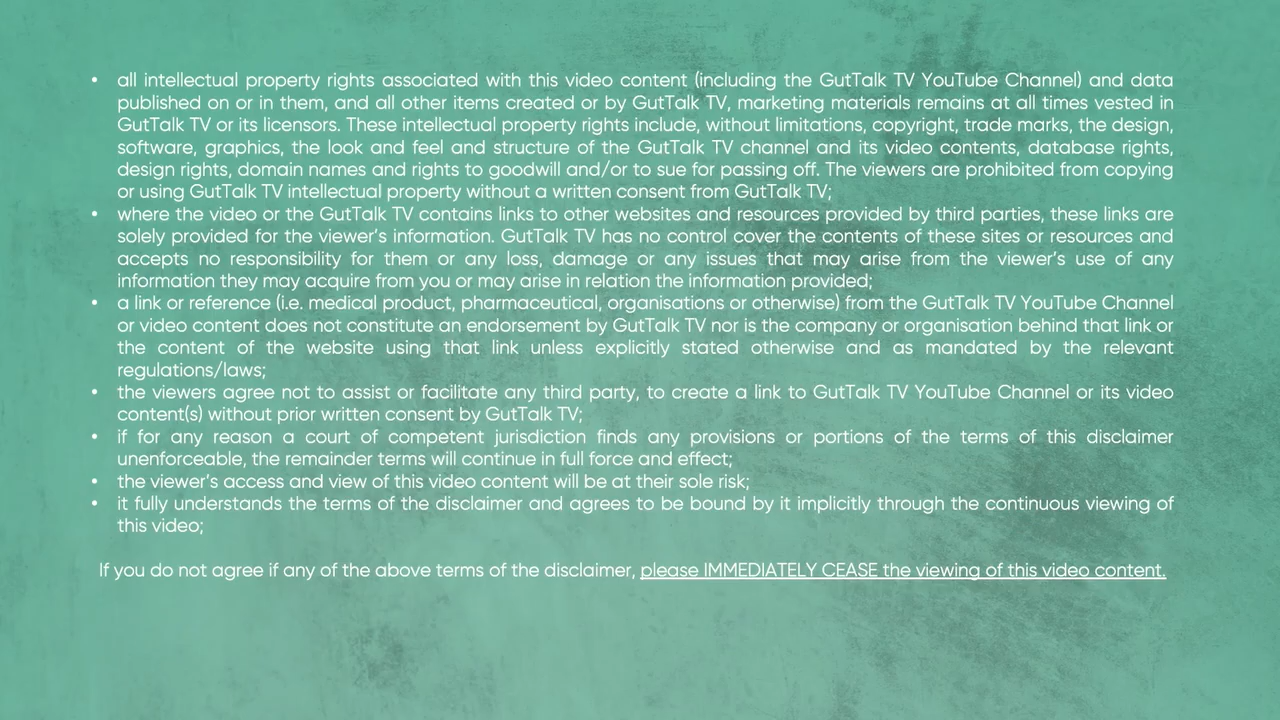 • all intellectual property rights associated with this video content (including the GutTalk TV YouTube Channel) and data
published on or in them, and all other items created or by GutTalk TV, marketing materials remains at all times vested in
GutTalk TV or its licensors. These intellectual property rights include, without limitations, copyright, trade marks, the design,
software, graphics, the look and feel and structure of the GutTalk TV channel and its video contents, database rights,
design rights, domain names and rights to goodwill and/or to sue for passing off. The viewers are prohibited from copying
or using GutTalk TV intellectual property without a written consent from GutTalk TV;
• where the video or the GutTalk TV contains links to other websites and resources provided by third parties, these links are
solely provided for the viewer's information. GutTalk TV has no control cover the contents of these sites or resources and
accepts no responsibility for them or any loss, damage or any issues that may arise from the viewer's use of any
information they may acquire from you or may arise in relation the information provided;
• a link or reference (i.e. medical product, pharmaceutical, organisations or otherwise) from the GutTalk TV YouTube Channel
or video content does not constitute an endorsement by GutTalk TV nor is the company or organisation behind that link or
the content of the website using that link unless explicitly stated otherwise and as mandated by the relevant
regulations/laws;
• the viewers agree not to assist or facilitate any third party, to create a link to GutTalk TV YouTube Channel or its video
content(s) without prior written consent by GutTalk TV;
• if for any reason a court of competent jurisdiction finds any provisions or portions of the terms of this disclaimer
unenforceable, the remainder terms will continue in full force and effect;
• the viewer's access and view of this video content will be at their sole risk;
• it fully understands the terms of the disclaimer and agrees to be bound by it implicitly through the continuous viewing of
this video;
If you do not agree if any of the above terms of the disclaimer, please IMMEDIATELY CEASE the viewing of this video content.